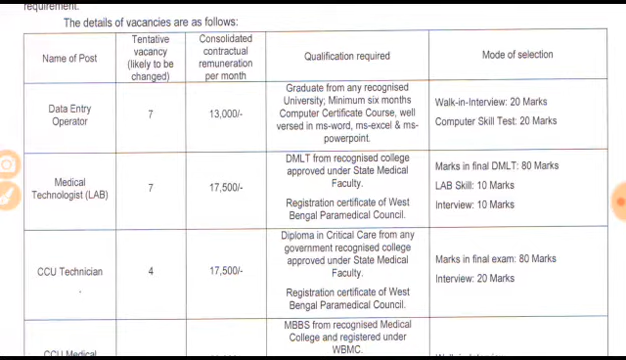 requirement.
The details of vacancies are as follows:
Name of Post
Tentative
vacancy
(likely to be
changed)
Consolidated
contractual
remuneration
per month
Qualification required
Mode of selection
Data Entry
Operator
7
13,000/-
Graduate from any recognised
University; Minimum six months
Computer Certificate Course, well
versed in ms-word, ms-excel & ms-
powerpoint.
Walk-in-Interview: 20 Marks
Computer Skill Test: 20 Marks
Medical
Technologist (LAB)
7
17,500/-
DMLT from recognised college
approved under State Medical
Faculty.
Registration certificate of West
Bengal Paramedical Council.
Marks in final DMLT: 80 Marks
LAB Skill: 10 Marks
Interview: 10 Marks
CCU Technician
4
17,500/-
Diploma in Critical Care from any
government recognised college
approved under State Medical
Faculty.
Registration certificate of West
Bengal Paramedical Council.
Marks in final exam: 80 Marks
Interview: 20 Marks
CCU Medical
MBBS from recognised Medical
College and registered under
WBMC.